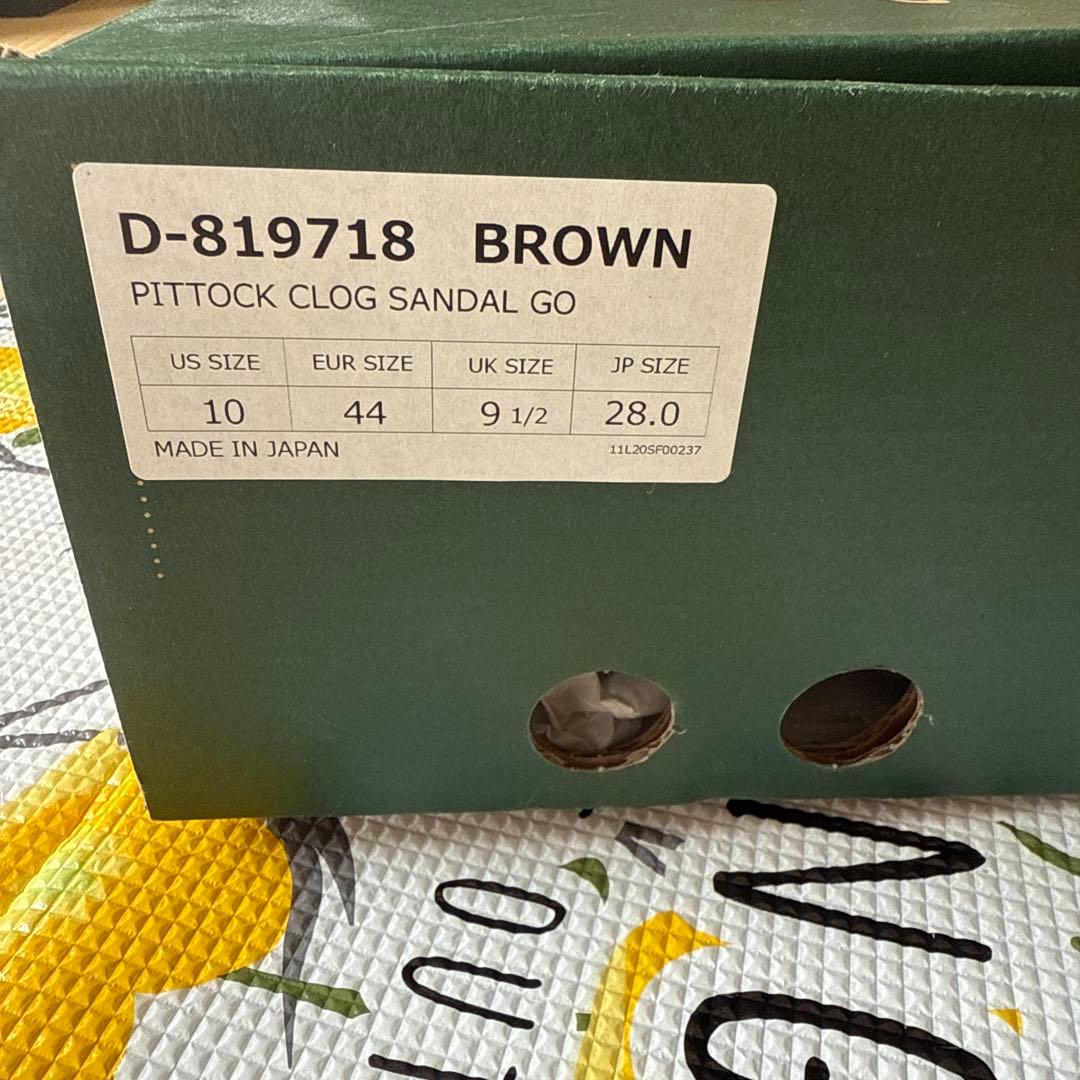 D-819718 BROWN
PITTOCK CLOG SANDAL GO
US SIZE EUR SIZE UK SIZE JP SIZE
10 44 9 1/2 28.0
MADE IN JAPAN 11L20SF00237